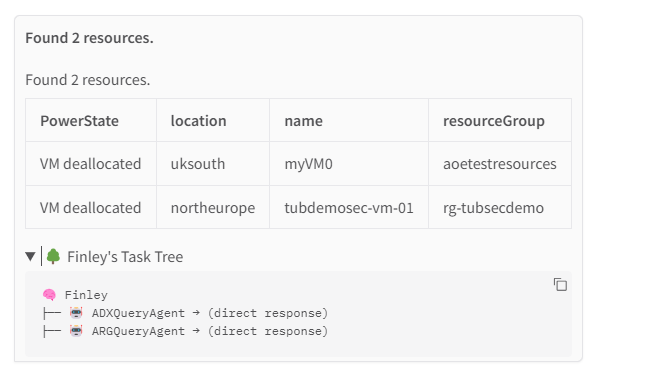 Found 2 resources.
Found 2 resources.
PowerState location name resourceGroup
VM deallocated uksouth myVM0 aoetestresources
VM deallocated northeurope tubdemosec-vm-01 rg-tubsecdemo
▼ 🌳 Finley's Task Tree
🧠 Finley
├── 🤖 ADXQueryAgent → (direct response)
├── 🤖 ARGQueryAgent → (direct response)